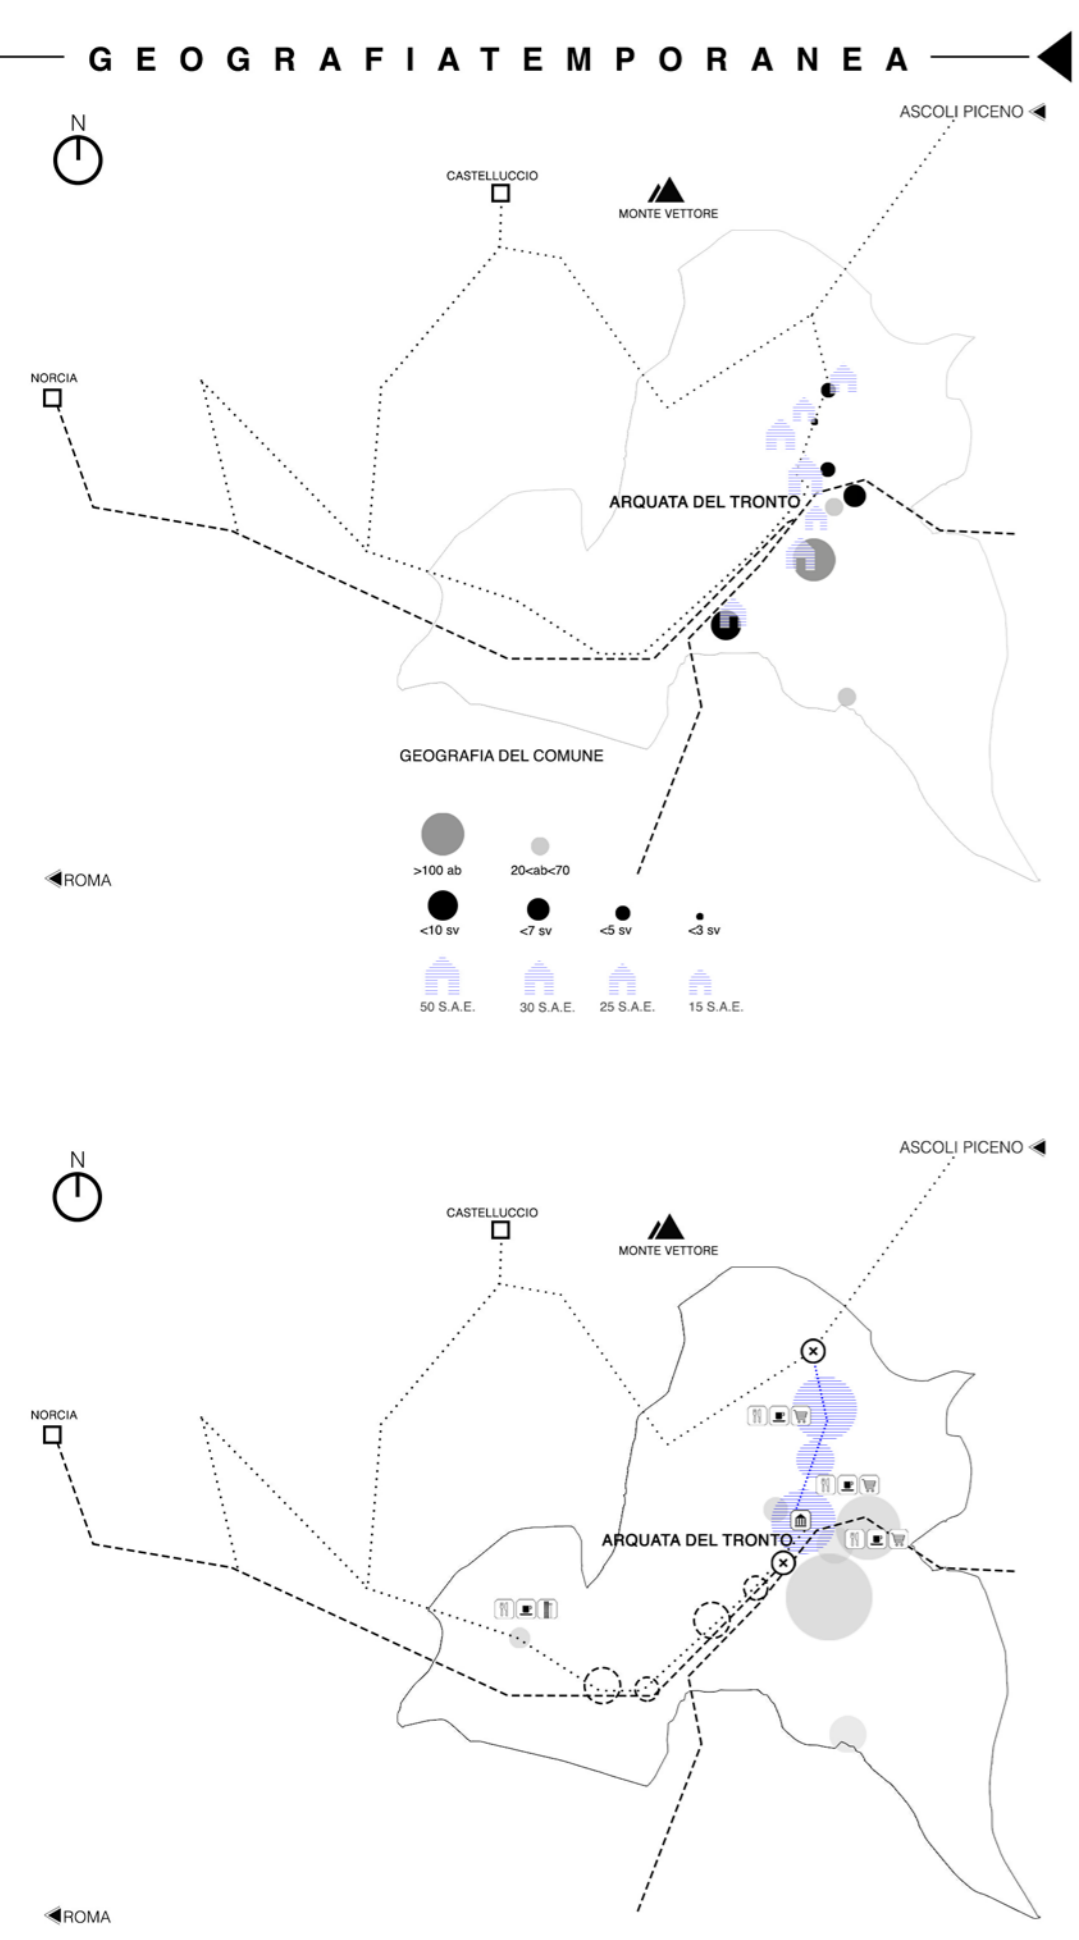 GEOGRAFIATEMPORANEA
ASCOLI PICENO
N
CASTELLUCCIO
MONTE VETTORE
NORCIA
ARQUATA DEL TRONTO
GEOGRAFIA DEL COMUNE
>100 ab 20<ab<70
ROMA
<10 sv <7 sv <5 sv <3 sv
50 S.A.E. 30 S.A.E. 25 S.A.E. 15 S.A.E.
ASCOLI PICENO
N
CASTELLUCCIO
MONTE VETTORE
NORCIA
ARQUATA DEL TRONTO
ROMA